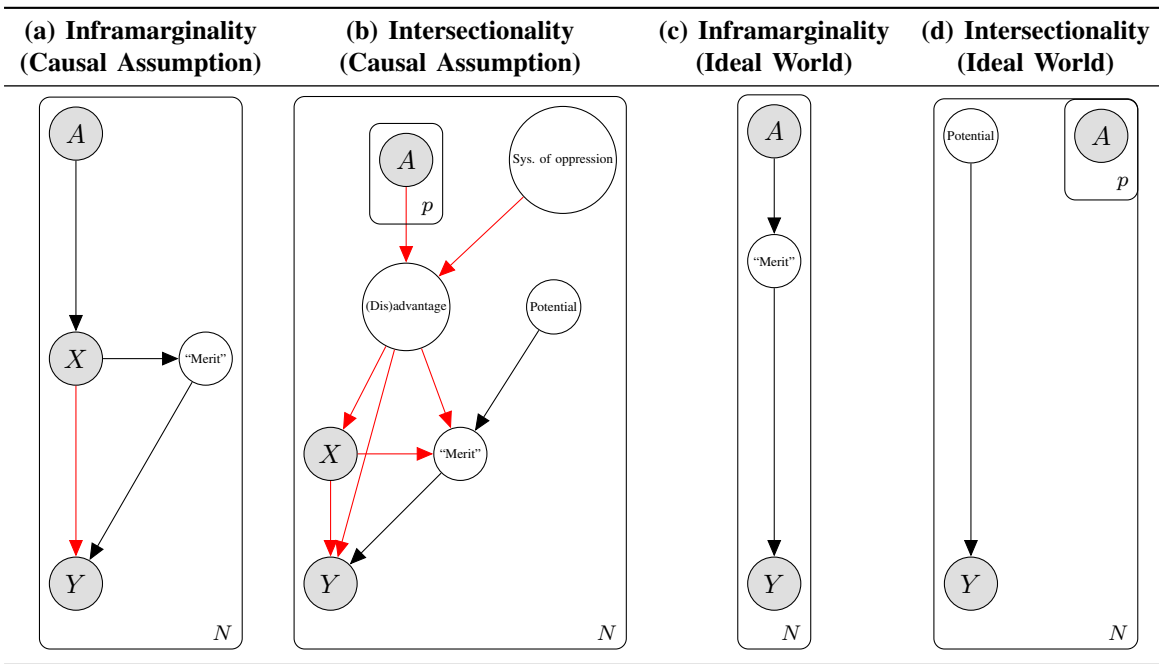 (a) Inframarginality
(Causal Assumption)
(b) Intersectionality
(Causal Assumption)
(c) Inframarginality
(Ideal World)
(d) Intersectionality
(Ideal World)
A
X
“Merit”
Y
N
A
p
Sys. of oppression
(Dis)advantage
Potential
X
“Merit”
Y
N
A
“Merit”
Y
N
Potential
A
p
Y
N